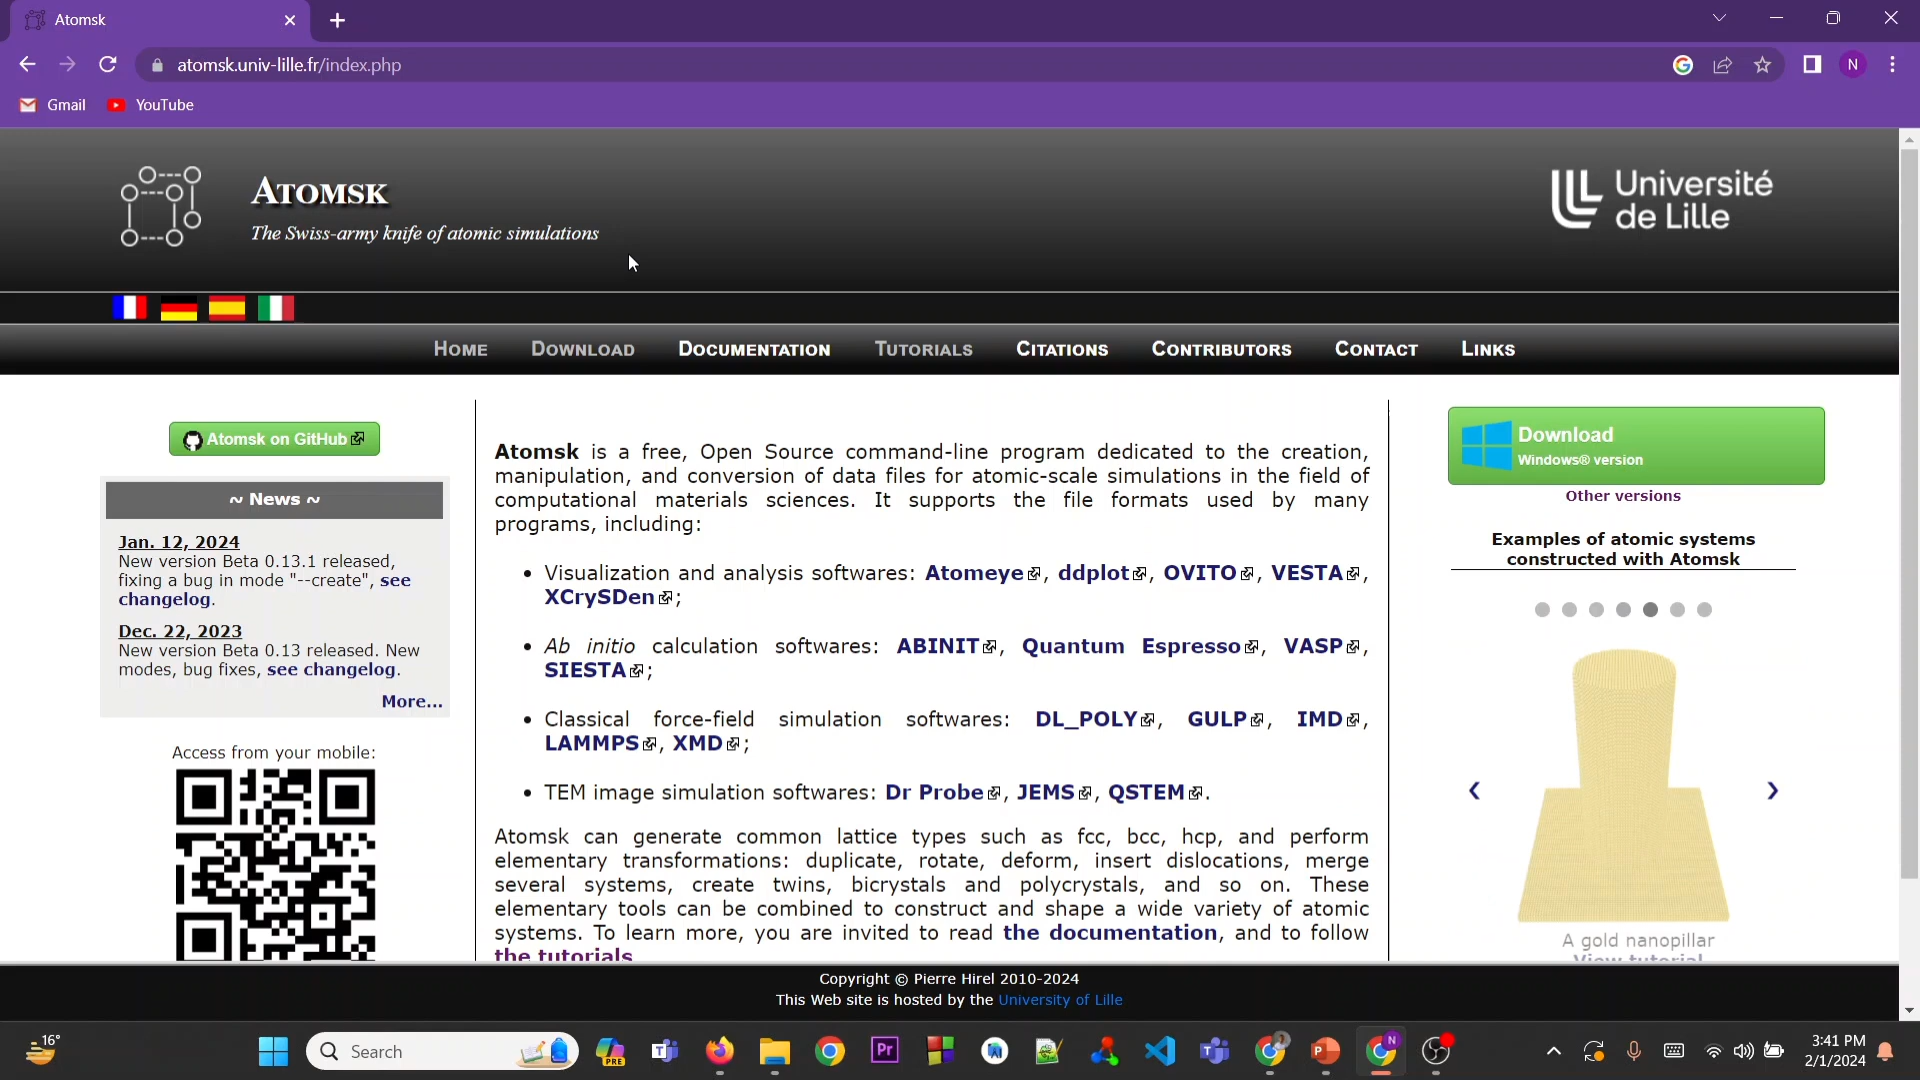 Atomsk
atomsk.univ-lille.fr/index.php
N
Gmail
YouTube
Atomsk
The Swiss-army knife of atomic simulations
Université
de Lille
Home
Download
Documentation
Tutorials
Citations
Contributors
Contact
Links
Atomsk on GitHub
~ News ~
Jan. 12, 2024
New version Beta 0.13.1 released,
fixing a bug in mode "--create", see
changelog.
Dec. 22, 2023
New version Beta 0.13 released. New
modes, bug fixes, see changelog.
More...
Access from your mobile:
Atomsk is a free, Open Source command-line program dedicated to the creation,
manipulation, and conversion of data files for atomic-scale simulations in the field of
computational materials sciences. It supports the file formats used by many
programs, including:
• Visualization and analysis softwares: Atomeye, ddplot, OVITO, VESTA,
XCrySDen;
• Ab initio calculation softwares: ABINIT, Quantum Espresso, VASP,
SIESTA;
• Classical force-field simulation softwares: DL_POLY, GULP, IMD,
LAMMPS, XMD;
• TEM image simulation softwares: Dr Probe, JEMS, QSTEM.
Atomsk can generate common lattice types such as fcc, bcc, hcp, and perform
elementary transformations: duplicate, rotate, deform, insert dislocations, merge
several systems, create twins, bicrystals and polycrystals, and so on. These
elementary tools can be combined to construct and shape a wide variety of atomic
systems. To learn more, you are invited to read the documentation, and to follow
the tutorials
Download
Windows® version
Other versions
Examples of atomic systems
constructed with Atomsk
A gold nanopillar
View tutorial
Copyright © Pierre Hirel 2010-2024
This Web site is hosted by the University of Lille
16°
Search
PRE
Pr
P
N
3:41 PM
2/1/2024